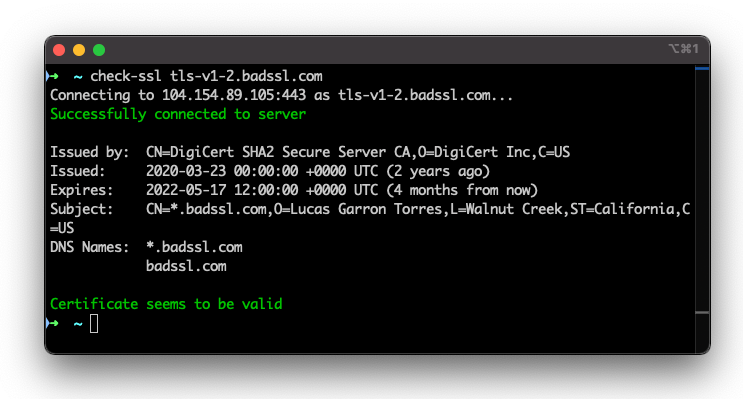 ⌥⌘1
➜ ~ check-ssl tls-v1-2.badssl.com
Connecting to 104.154.89.105:443 as tls-v1-2.badssl.com...
Successfully connected to server
Issued by: CN=DigiCert SHA2 Secure Server CA,O=DigiCert Inc,C=US
Issued: 2020-03-23 00:00:00 +0000 UTC (2 years ago)
Expires: 2022-05-17 12:00:00 +0000 UTC (4 months from now)
Subject: CN=*.badssl.com,O=Lucas Garron Torres,L=Walnut Creek,ST=California,C
=US
DNS Names: *.badssl.com
badssl.com
Certificate seems to be valid
➜ ~